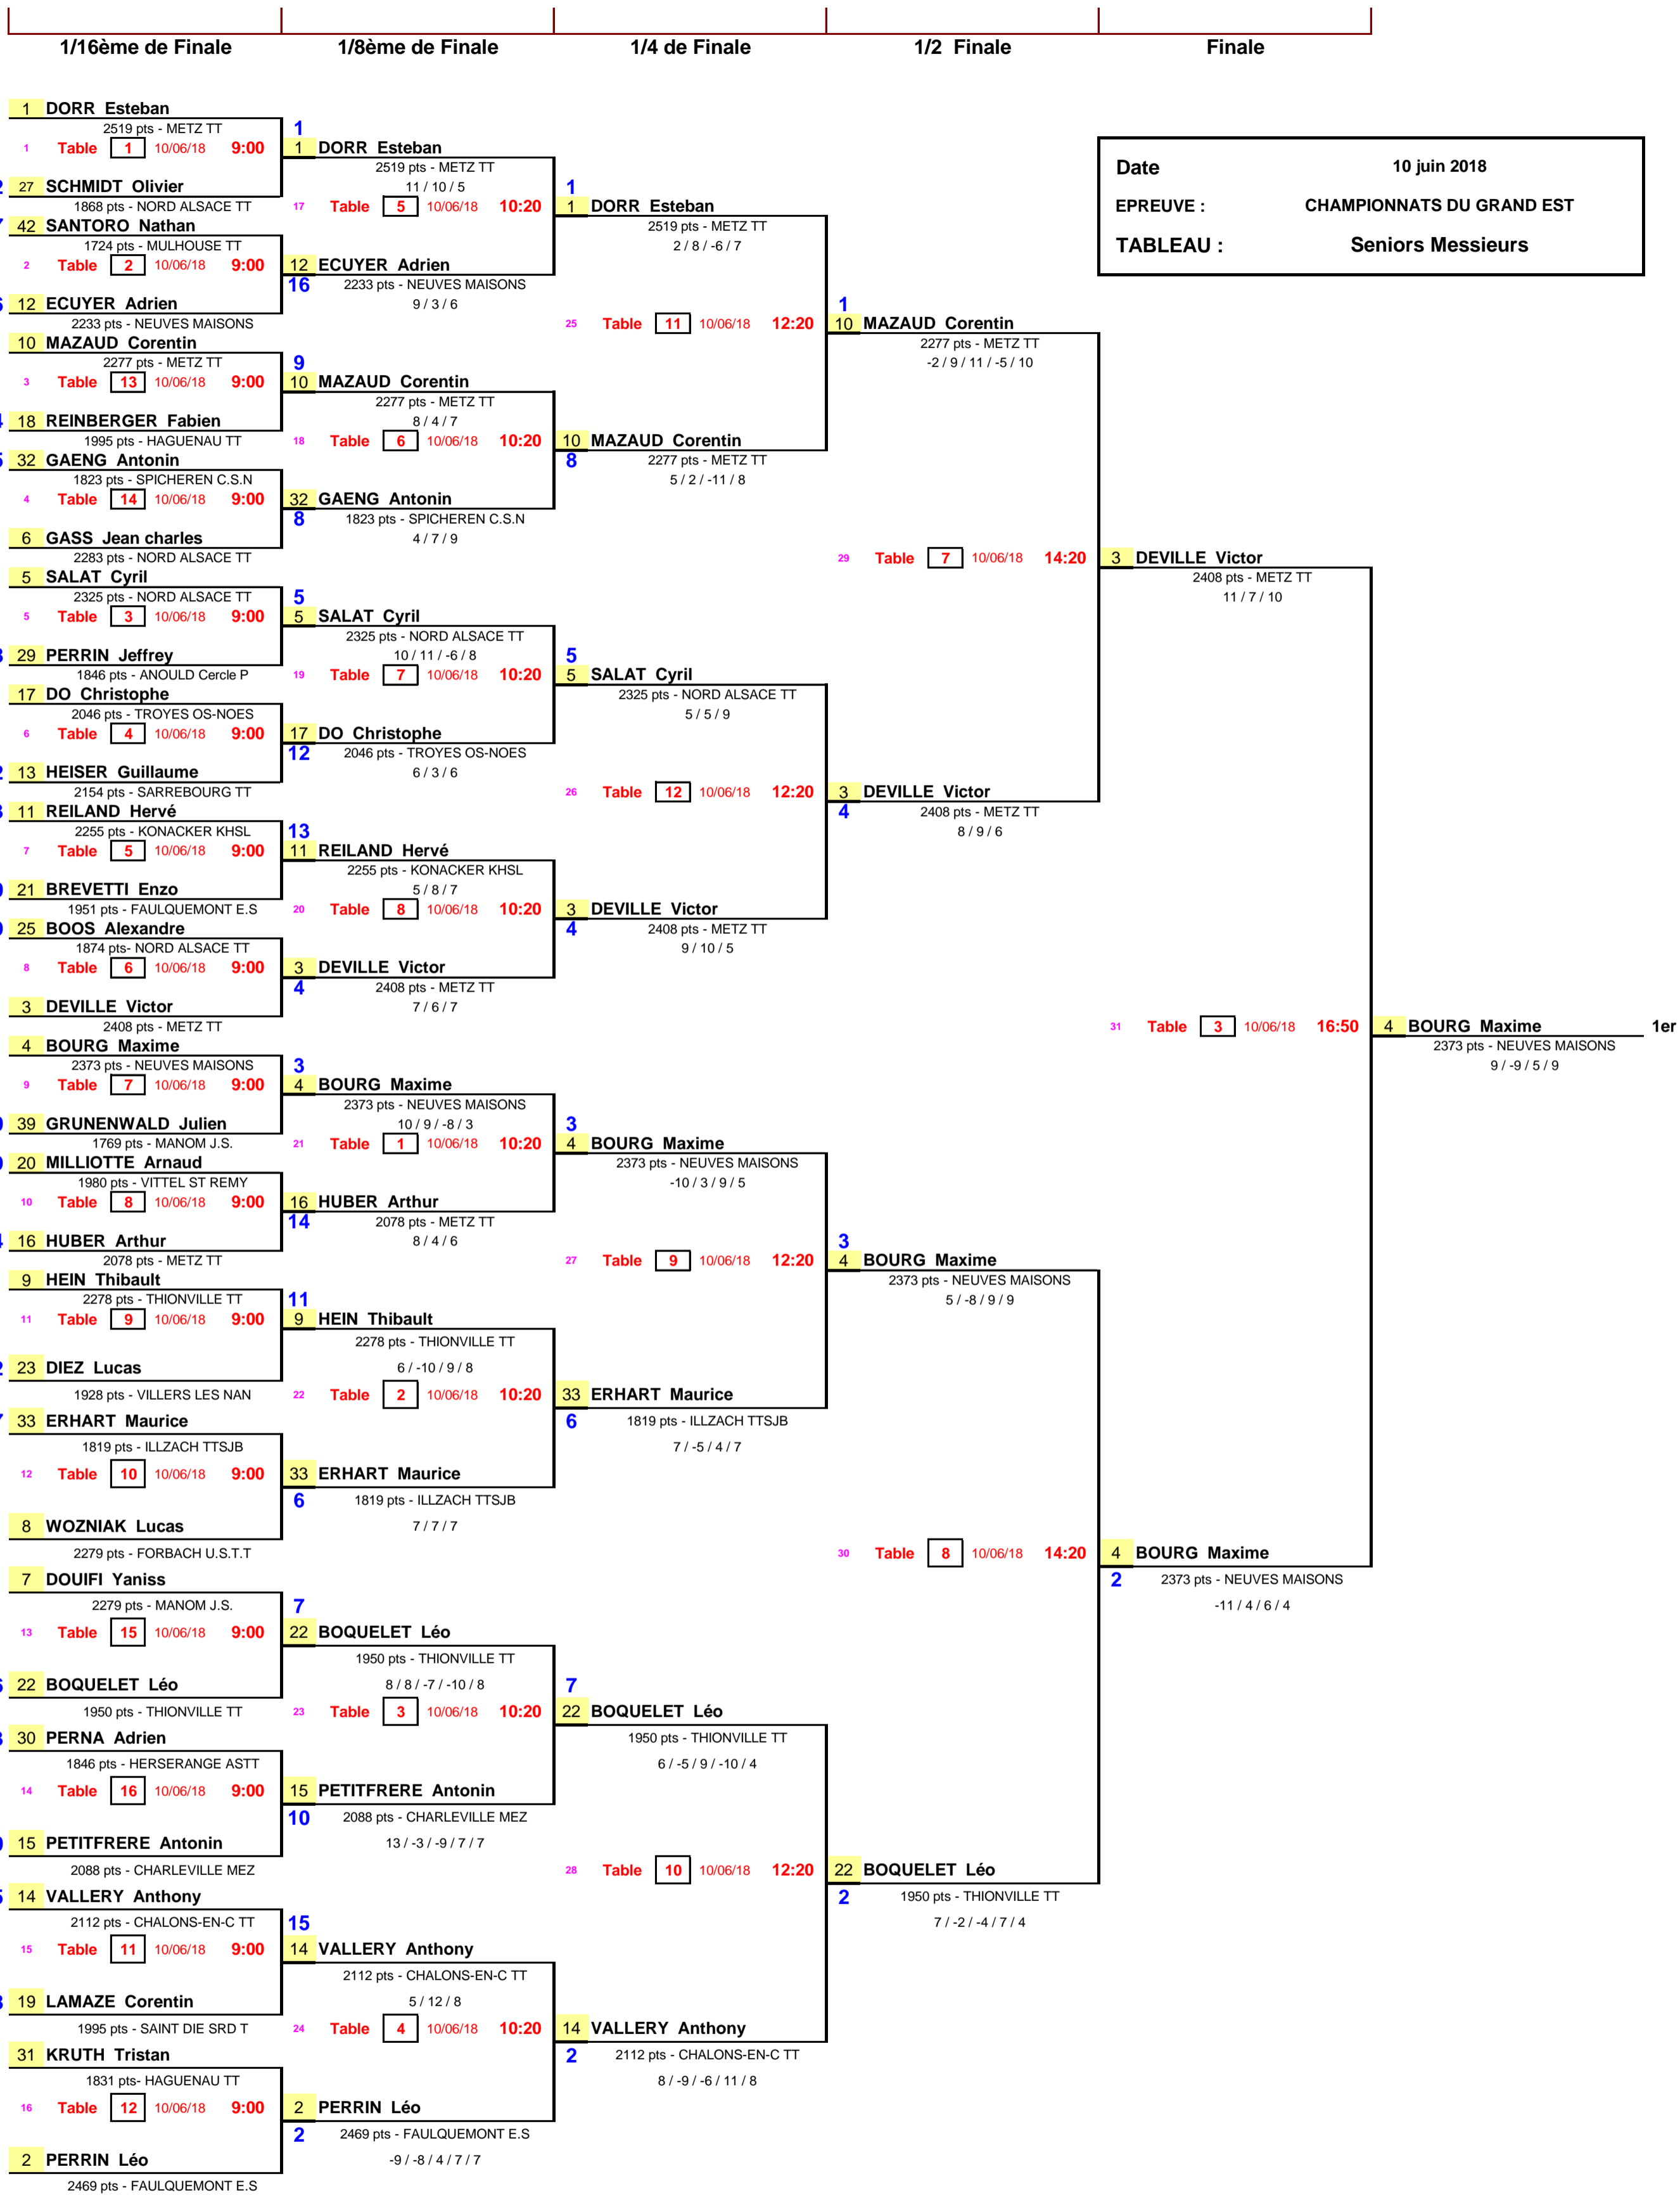 1/16ème de Finale
1/8ème de Finale
1/4 de Finale
1/2 Finale
Finale
Date 10 juin 2018
EPREUVE : CHAMPIONNATS DU GRAND EST
TABLEAU : Seniors Messieurs
1 DORR Esteban
2519 pts - METZ TT
1 Table 1 10/06/18 9:00
27 SCHMIDT Olivier
1868 pts - NORD ALSACE TT
42 SANTORO Nathan
1724 pts - MULHOUSE TT
2 Table 2 10/06/18 9:00
12 ECUYER Adrien
2233 pts - NEUVES MAISONS
10 MAZAUD Corentin
2277 pts - METZ TT
3 Table 13 10/06/18 9:00
18 REINBERGER Fabien
1995 pts - HAGUENAU TT
32 GAENG Antonin
1823 pts - SPICHEREN C.S.N
4 Table 14 10/06/18 9:00
6 GASS Jean charles
2283 pts - NORD ALSACE TT
5 SALAT Cyril
2325 pts - NORD ALSACE TT
5 Table 3 10/06/18 9:00
29 PERRIN Jeffrey
1846 pts - ANOULD Cercle P
17 DO Christophe
2046 pts - TROYES OS-NOES
6 Table 4 10/06/18 9:00
13 HEISER Guillaume
2154 pts - SARREBOURG TT
11 REILAND Hervé
2255 pts - KONACKER KHSL
7 Table 5 10/06/18 9:00
21 BREVETTI Enzo
1951 pts - FAULQUEMONT E.S
25 BOOS Alexandre
1874 pts- NORD ALSACE TT
8 Table 6 10/06/18 9:00
3 DEVILLE Victor
2408 pts - METZ TT
4 BOURG Maxime
2373 pts - NEUVES MAISONS
9 Table 7 10/06/18 9:00
39 GRUNENWALD Julien
1769 pts - MANOM J.S.
20 MILLIOTTE Arnaud
1980 pts - VITTEL ST REMY
10 Table 8 10/06/18 9:00
16 HUBER Arthur
2078 pts - METZ TT
9 HEIN Thibault
2278 pts - THIONVILLE TT
11 Table 9 10/06/18 9:00
23 DIEZ Lucas
1928 pts - VILLERS LES NAN
33 ERHART Maurice
1819 pts - ILLZACH TTSJB
12 Table 10 10/06/18 9:00
8 WOZNIAK Lucas
2279 pts - FORBACH U.S.T.T
7 DOUIFI Yaniss
2279 pts - MANOM J.S.
13 Table 15 10/06/18 9:00
22 BOQUELET Léo
1950 pts - THIONVILLE TT
30 PERNA Adrien
1846 pts - HERSERANGE ASTT
14 Table 16 10/06/18 9:00
15 PETITFRERE Antonin
2088 pts - CHARLEVILLE MEZ
14 VALLERY Anthony
2112 pts - CHALONS-EN-C TT
15 Table 11 10/06/18 9:00
19 LAMAZE Corentin
1995 pts - SAINT DIE SRD T
31 KRUTH Tristan
1831 pts- HAGUENAU TT
16 Table 12 10/06/18 9:00
2 PERRIN Léo
2469 pts - FAULQUEMONT E.S
1
1 DORR Esteban
2519 pts - METZ TT
11 / 10 / 5
17 Table 5 10/06/18 10:20
12 ECUYER Adrien
16 2233 pts - NEUVES MAISONS
9 / 3 / 6
9
10 MAZAUD Corentin
2277 pts - METZ TT
8 / 4 / 7
18 Table 6 10/06/18 10:20
32 GAENG Antonin
8 1823 pts - SPICHEREN C.S.N
4 / 7 / 9
5
5 SALAT Cyril
2325 pts - NORD ALSACE TT
10 / 11 / -6 / 8
19 Table 7 10/06/18 10:20
17 DO Christophe
12 2046 pts - TROYES OS-NOES
6 / 3 / 6
13
11 REILAND Hervé
2255 pts - KONACKER KHSL
5 / 8 / 7
20 Table 8 10/06/18 10:20
3 DEVILLE Victor
4 2408 pts - METZ TT
7 / 6 / 7
3
4 BOURG Maxime
2373 pts - NEUVES MAISONS
10 / 9 / -8 / 3
21 Table 1 10/06/18 10:20
16 HUBER Arthur
14 2078 pts - METZ TT
8 / 4 / 6
11
9 HEIN Thibault
2278 pts - THIONVILLE TT
6 / -10 / 9 / 8
22 Table 2 10/06/18 10:20
33 ERHART Maurice
6 1819 pts - ILLZACH TTSJB
7 / 7 / 7
7
22 BOQUELET Léo
1950 pts - THIONVILLE TT
8 / 8 / -7 / -10 / 8
23 Table 3 10/06/18 10:20
15 PETITFRERE Antonin
10 2088 pts - CHARLEVILLE MEZ
13 / -3 / -9 / 7 / 7
15
14 VALLERY Anthony
2112 pts - CHALONS-EN-C TT
5 / 12 / 8
24 Table 4 10/06/18 10:20
2 PERRIN Léo
2 2469 pts - FAULQUEMONT E.S
-9 / -8 / 4 / 7 / 7
1
1 DORR Esteban
2519 pts - METZ TT
2 / 8 / -6 / 7
25 Table 11 10/06/18 12:20
10 MAZAUD Corentin
8 2277 pts - METZ TT
5 / 2 / -11 / 8
5
5 SALAT Cyril
2325 pts - NORD ALSACE TT
5 / 5 / 9
26 Table 12 10/06/18 12:20
3 DEVILLE Victor
4 2408 pts - METZ TT
9 / 10 / 5
3
4 BOURG Maxime
2373 pts - NEUVES MAISONS
-10 / 3 / 9 / 5
27 Table 9 10/06/18 12:20
33 ERHART Maurice
6 1819 pts - ILLZACH TTSJB
7 / -5 / 4 / 7
7
22 BOQUELET Léo
1950 pts - THIONVILLE TT
6 / -5 / 9 / -10 / 4
28 Table 10 10/06/18 12:20
14 VALLERY Anthony
2 2112 pts - CHALONS-EN-C TT
8 / -9 / -6 / 11 / 8
1
10 MAZAUD Corentin
2277 pts - METZ TT
-2 / 9 / 11 / -5 / 10
29 Table 7 10/06/18 14:20
3 DEVILLE Victor
4 2408 pts - METZ TT
8 / 9 / 6
3
4 BOURG Maxime
2373 pts - NEUVES MAISONS
5 / -8 / 9 / 9
30 Table 8 10/06/18 14:20
22 BOQUELET Léo
2 1950 pts - THIONVILLE TT
7 / -2 / -4 / 7 / 4
3 DEVILLE Victor
2408 pts - METZ TT
11 / 7 / 10
31 Table 3 10/06/18 16:50
4 BOURG Maxime
2 2373 pts - NEUVES MAISONS
-11 / 4 / 6 / 4
4 BOURG Maxime 1er
2373 pts - NEUVES MAISONS
9 / -9 / 5 / 9